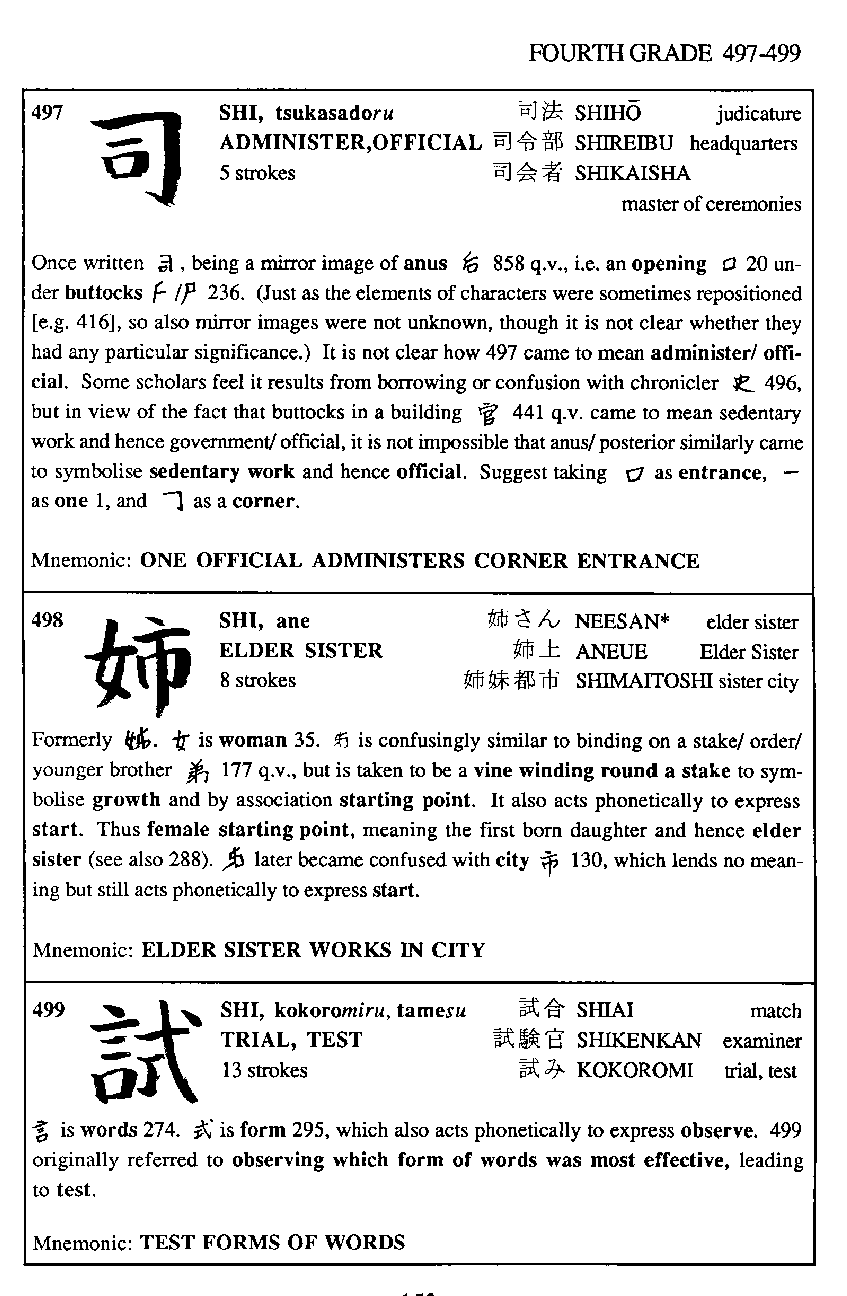 FOURTH GRADE 497-499
497 司 SHI, tsukasadoru 司法 SHIHŌ judicature
ADMINISTER,OFFICIAL 司令部 SHIREIBU headquarters
5 strokes 司会者 SHIKAISHA
master of ceremonies
Once written , being a mirror image of anus 858 q.v., i.e. an opening 口 20 un-
der buttocks 236. (Just as the elements of characters were sometimes repositioned
[e.g. 416], so also mirror images were not unknown, though it is not clear whether they
had any particular significance.) It is not clear how 497 came to mean administer/ offi-
cial. Some scholars feel it results from borrowing or confusion with chronicler 史 496,
but in view of the fact that buttocks in a building 官 441 q.v. came to mean sedentary
work and hence government/ official, it is not impossible that anus/ posterior similarly came
to symbolise sedentary work and hence official. Suggest taking 口 as entrance, 一
as one 1, and as a corner.
Mnemonic: ONE OFFICIAL ADMINISTERS CORNER ENTRANCE
498 姉 SHI, ane 姉さん NEESAN* elder sister
ELDER SISTER 姉上 ANEUE Elder Sister
8 strokes 姉妹都市 SHIMAITOSHI sister city
Formerly . 女 is woman 35. is confusingly similar to binding on a stake/ order/
younger brother 弟 177 q.v., but is taken to be a vine winding round a stake to sym-
bolise growth and by association starting point. It also acts phonetically to express
start. Thus female starting point, meaning the first born daughter and hence elder
sister (see also 288). later became confused with city 市 130, which lends no mean-
ing but still acts phonetically to express start.
Mnemonic: ELDER SISTER WORKS IN CITY
499 試 SHI, kokoromiru, tamesu 試合 SHIAI match
TRIAL, TEST 試験官 SHIKENKAN examiner
13 strokes 試み KOKOROMI trial, test
言 is words 274. 式 is form 295, which also acts phonetically to express observe. 499
originally referred to observing which form of words was most effective, leading
to test.
Mnemonic: TEST FORMS OF WORDS